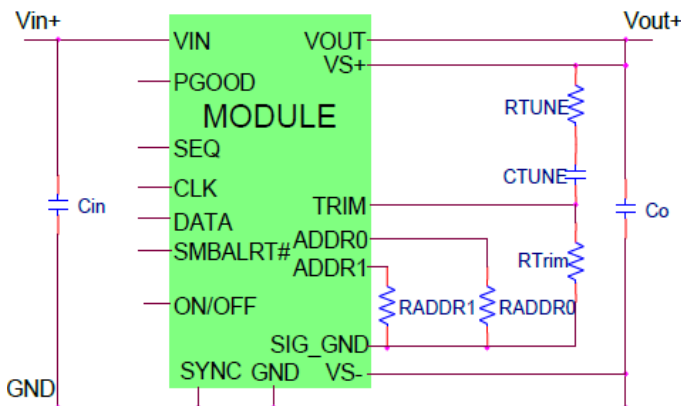 Vin+
Vout+
VIN
VOUT
VS+
PGOOD
RTUNE
MODULE
SEQ
CTUNE
CLK
Cin
TRIM
Co
DATA
ADDR0
SMBALRT#
ADDR1
RTrim
ON/OFF
RADDR1
RADDR0
SIG_GND
SYNC
GND
VS-
GND